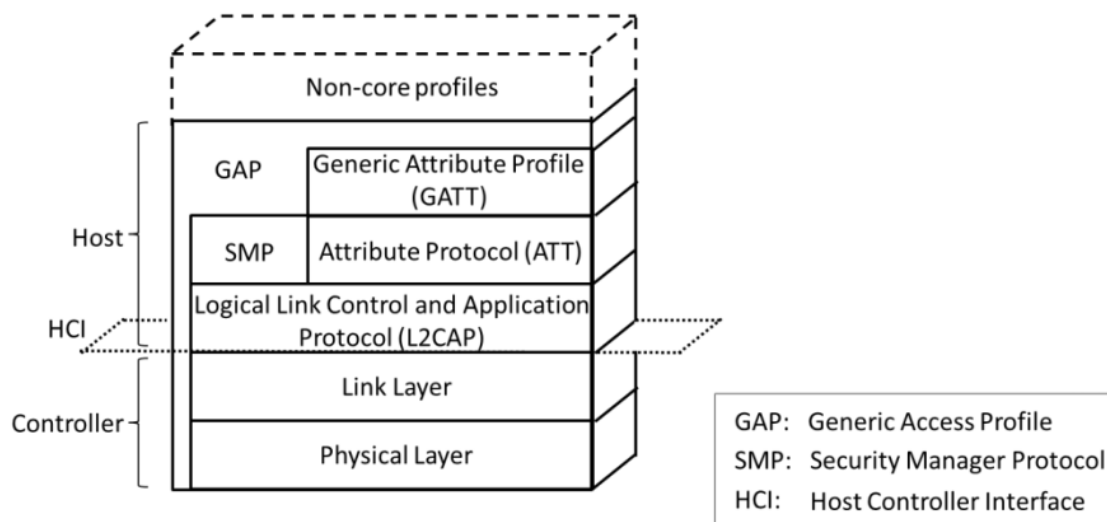 Non-core profiles
GAP
Generic Attribute Profile
(GATT)
Host
SMP
Attribute Protocol (ATT)
Logical Link Control and Application
Protocol (L2CAP)
HCI
Link Layer
Controller
Physical Layer
GAP: Generic Access Profile
SMP: Security Manager Protocol
HCI: Host Controller Interface